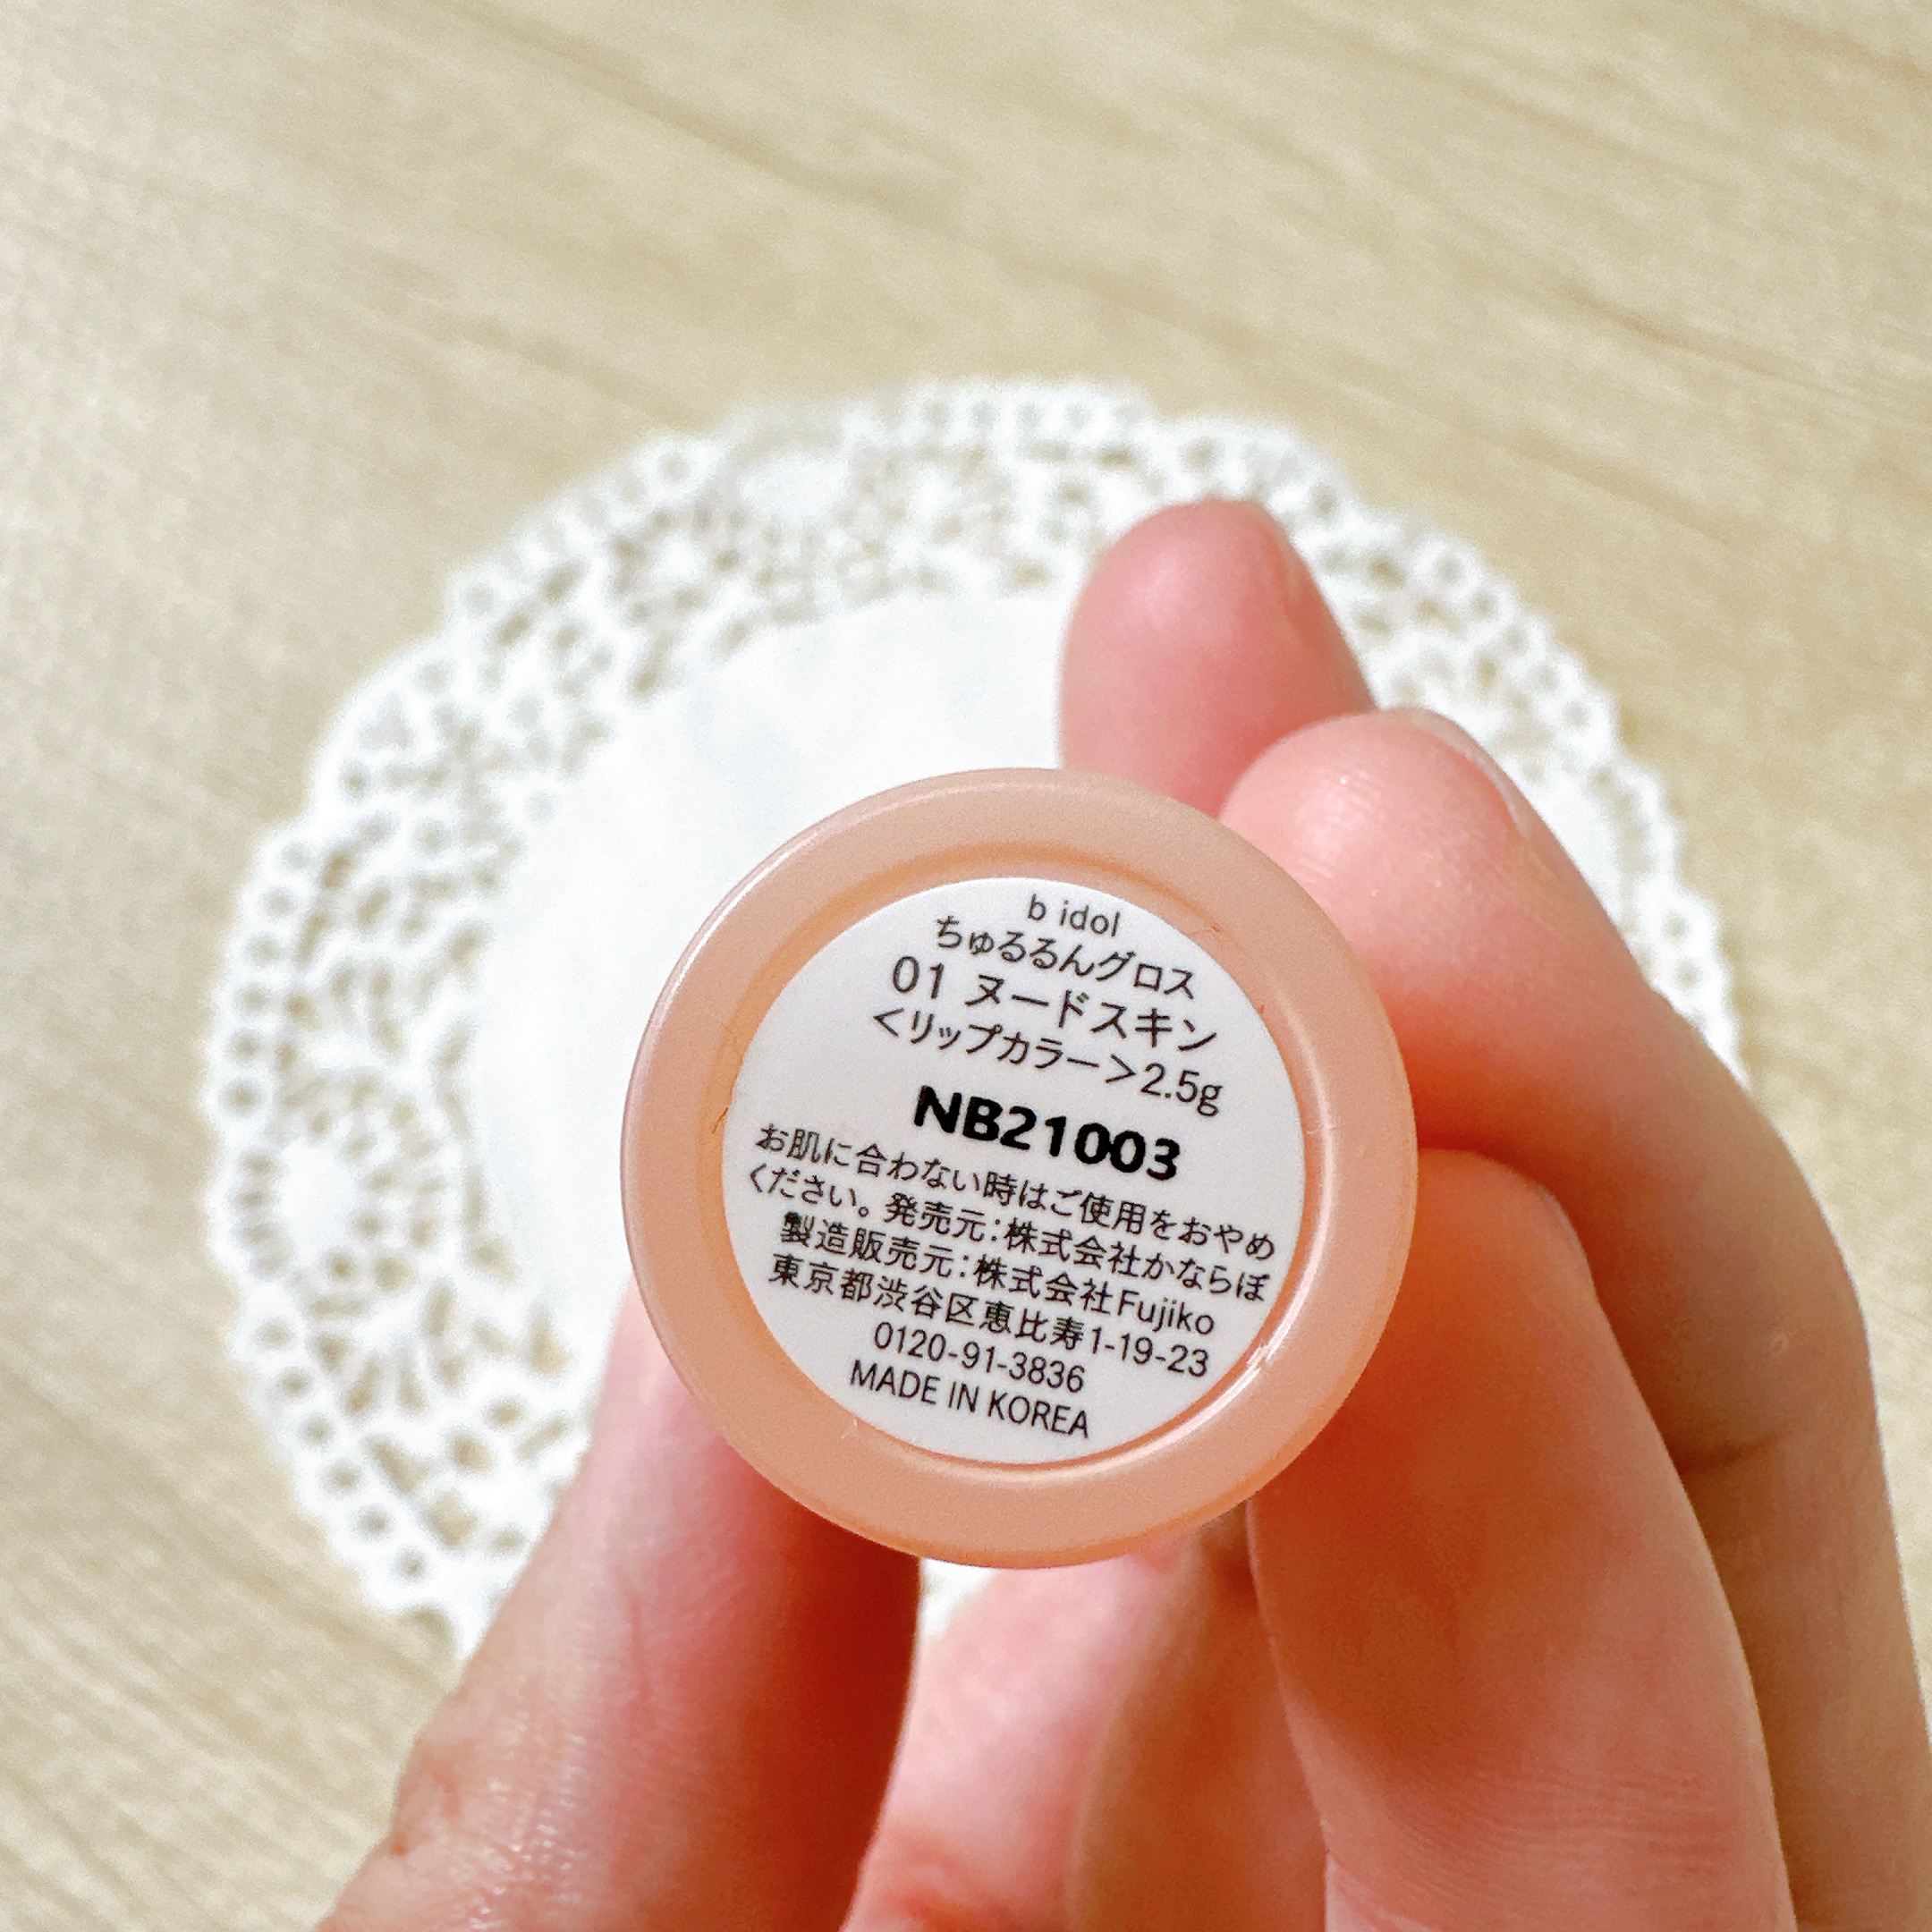 b idol
ちゅるるんグロス
01 ヌードスキン
<リップカラー>2.5g
NB21003
お肌に合わない時はご使用をおやめ
ください。発売元:株式会社かならぼ
製造販売元:株式会社Fujiko
東京都渋谷区恵比寿1-19-23
0120-91-3836
MADE IN KOREA